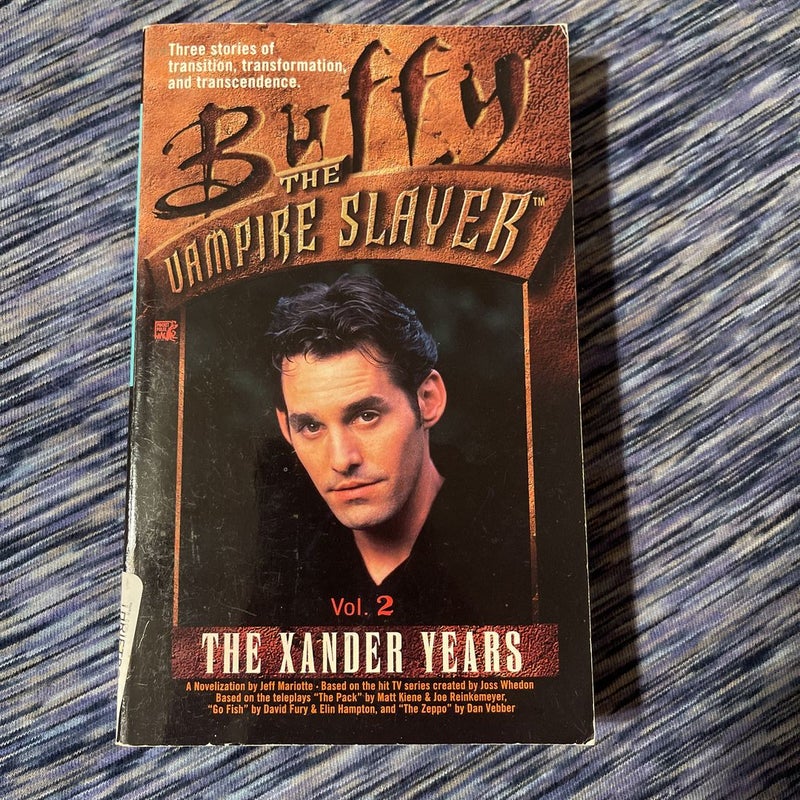 Three stories of
transition, transformation,
and transcendence.
Buffy
THE
VAMPIRE SLAYER™
Vol. 2
THE XANDER YEARS
A Novelization by Jeff Mariotte · Based on the hit TV series created by Joss Whedon
Based on the teleplays "The Pack" by Matt Kiene & Joe Reinkemeyer,
"Go Fish" by David Fury & Elin Hampton, and "The Zeppo" by Dan Vebber